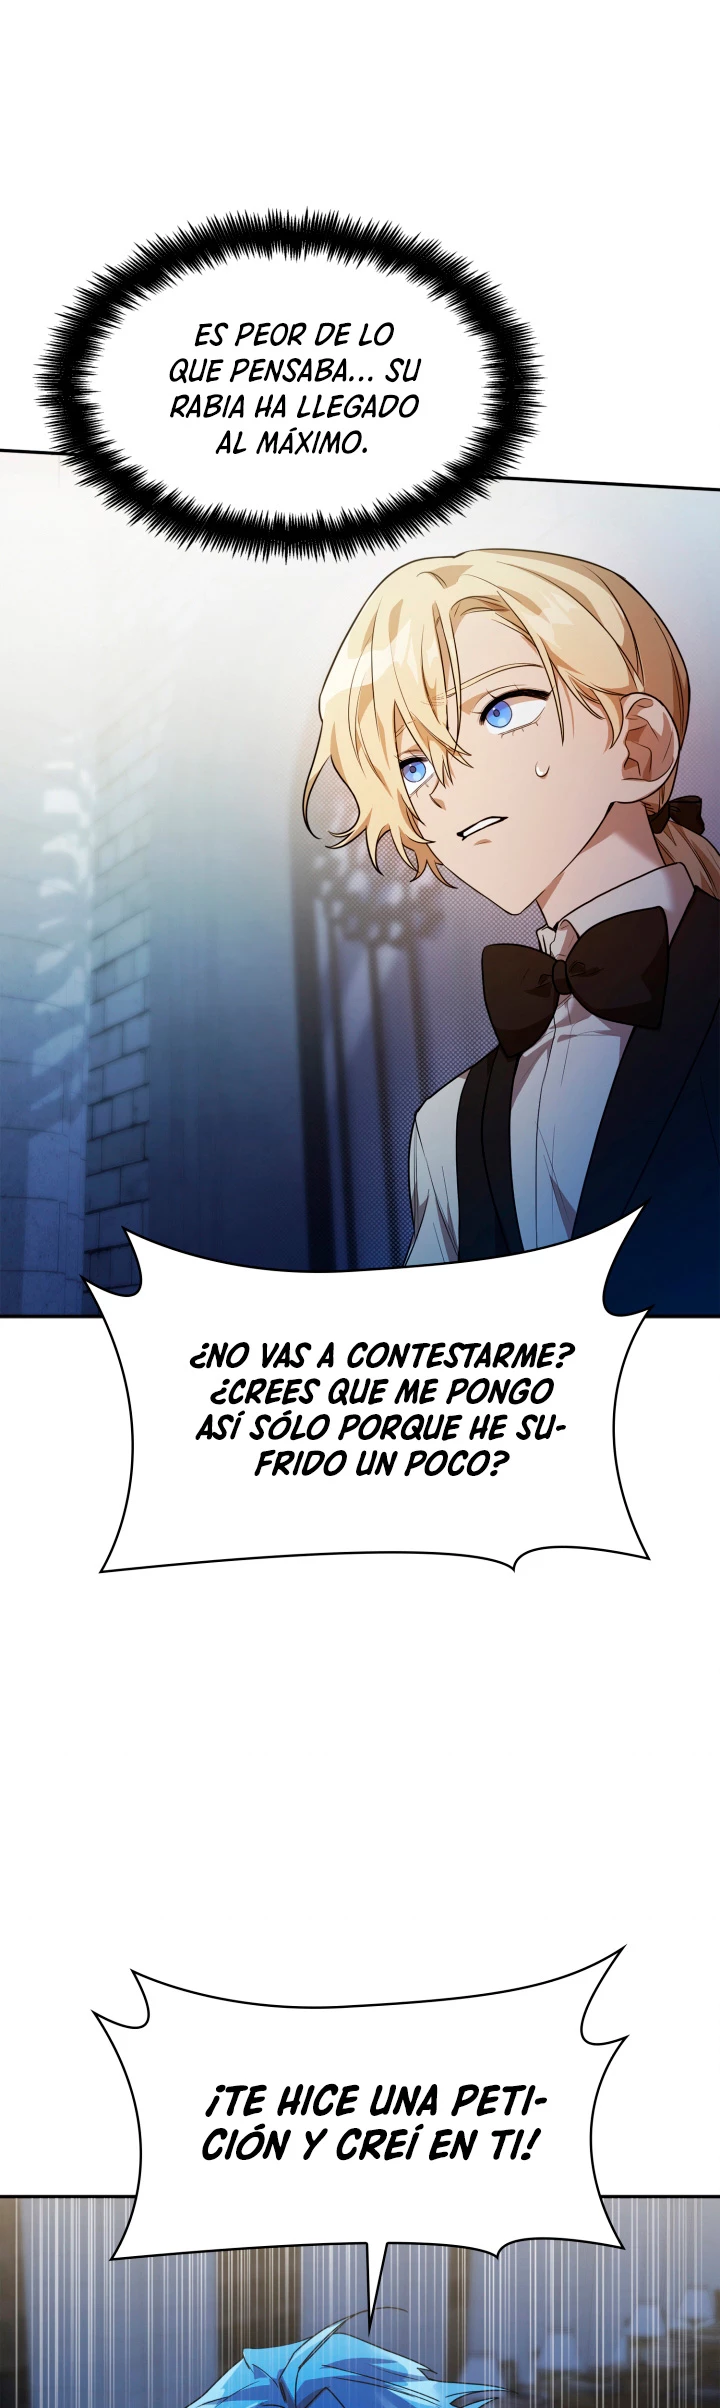 ES PEOR DE LO
QUE PENSABA... SU
RABIA HA LLEGADO
AL MÁXIMO.
¿NO VAS A CONTESTARME?
¿CREES QUE ME PONGO
ASÍ SÓLO PORQUE HE SU-
FRIDO UN POCO?
¡TE HICE UNA PETI-
CIÓN Y CREÍ EN TI!